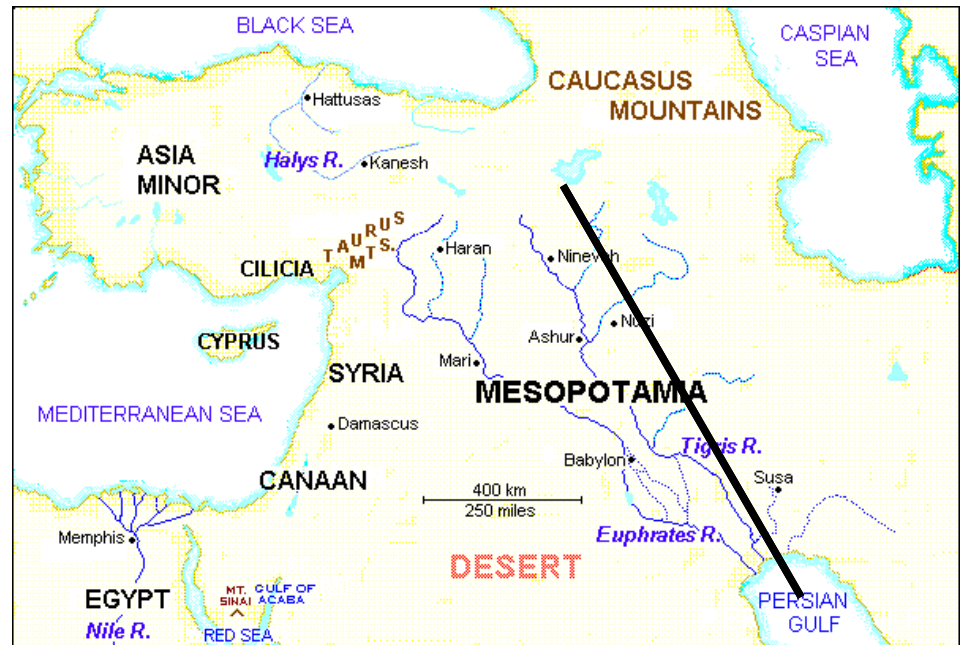 BLACK SEA
CASPIAN
SEA
CAUCASUS
MOUNTAINS
Hattusas
ASIA
MINOR
Halys R.
Kanesh
TAURUS
MTS.
Haran
Nineveh
CILICIA
CYPRUS
Ashur
Nuzi
Mari
SYRIA
MESOPOTAMIA
MEDITERRANEAN SEA
Damascus
Tigris R.
Babylon
Susa
CANAAN
400 km
250 miles
Memphis
Euphrates R.
DESERT
EGYPT
MT.
SINAI
GULF OF
ACABA
PERSIAN
GULF
Nile R.
RED SEA